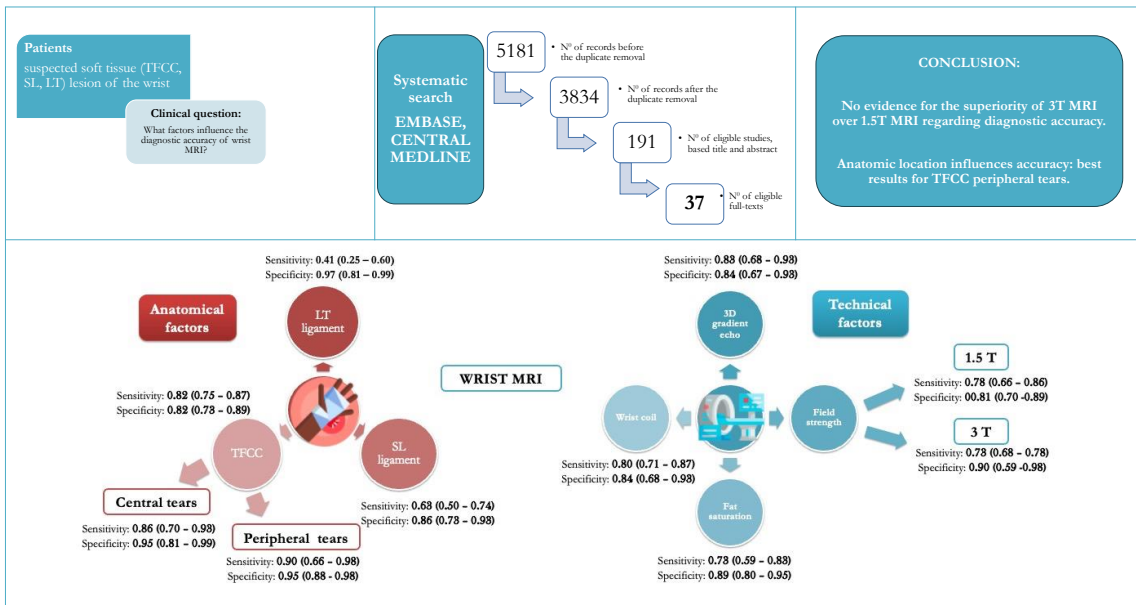 Patients
suspected soft tissue (TFCC,
SL, LT) lesion of the wrist
Clinical question:
What factors influence the
diagnostic accuracy of wrist
MRI?
Systematic
search
EMBASE,
CENTRAL
MEDLINE
5181
• Nº of records before
the duplicate removal
3834
• Nº of records after the
duplicate removal
191
• Nº of eligible studies,
based title and abstract
37
• Nº of eligible
full-texts
CONCLUSION:
No evidence for the superiority of 3T MRI
over 1.5T MRI regarding diagnostic accuracy.
Anatomic location influences accuracy: best
results for TFCC peripheral tears.
Anatomical
factors
Sensitivity: 0.41 (0.25 – 0.60)
Specificity: 0.97 (0.81 – 0.99)
LT
ligament
Sensitivity: 0.82 (0.75 – 0.87)
Specificity: 0.82 (0.73 – 0.89)
TFCC
SL
ligament
Sensitivity: 0.63 (0.50 – 0.74)
Specificity: 0.86 (0.73 – 0.93)
Central tears
Sensitivity: 0.86 (0.70 – 0.93)
Specificity: 0.95 (0.81 – 0.99)
Peripheral tears
Sensitivity: 0.90 (0.66 – 0.98)
Specificity: 0.95 (0.88 - 0.98)
WRIST MRI
Sensitivity: 0.83 (0.68 – 0.93)
Specificity: 0.84 (0.67 – 0.93)
3D
gradient
echo
Technical
factors
Wrist coil
Sensitivity: 0.80 (0.71 – 0.87)
Specificity: 0.84 (0.68 – 0.93)
Field
strength
1.5 T
Sensitivity: 0.78 (0.66 – 0.86)
Specificity: 00.81 (0.70 -0.89)
3 T
Sensitivity: 0.73 (0.68 – 0.78)
Specificity: 0.90 (0.59 -0.98)
Fat
saturation
Sensitivity: 0.73 (0.59 – 0.83)
Specificity: 0.89 (0.80 – 0.95)